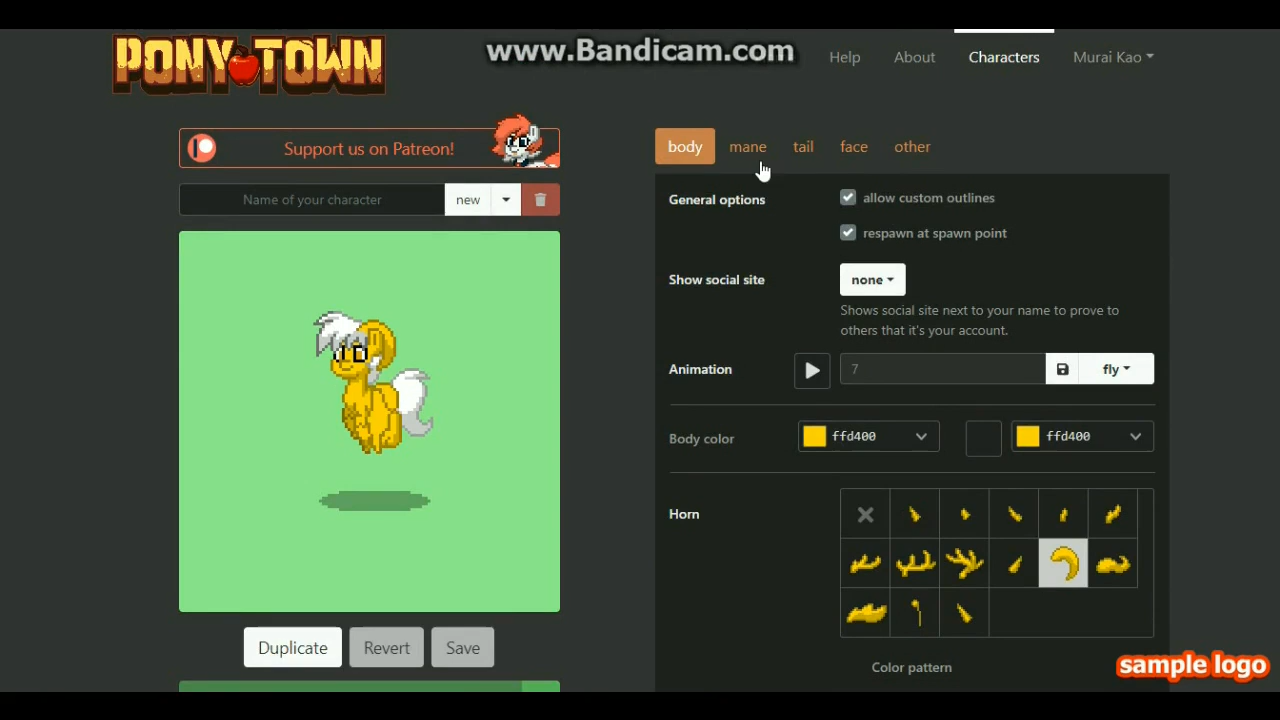 PONY TOWN
www.Bandicam.com
Help About Characters Murai Kao
Support us on Patreon!
body mane tail face other
Name of your character new
General options
allow custom outlines
respawn at spawn point
Show social site none
Shows social site next to your name to prove to
others that it's your account.
Animation 7 fly
Body color ffd400 ffd400
Horn
Color pattern
Duplicate Revert Save
sample logo